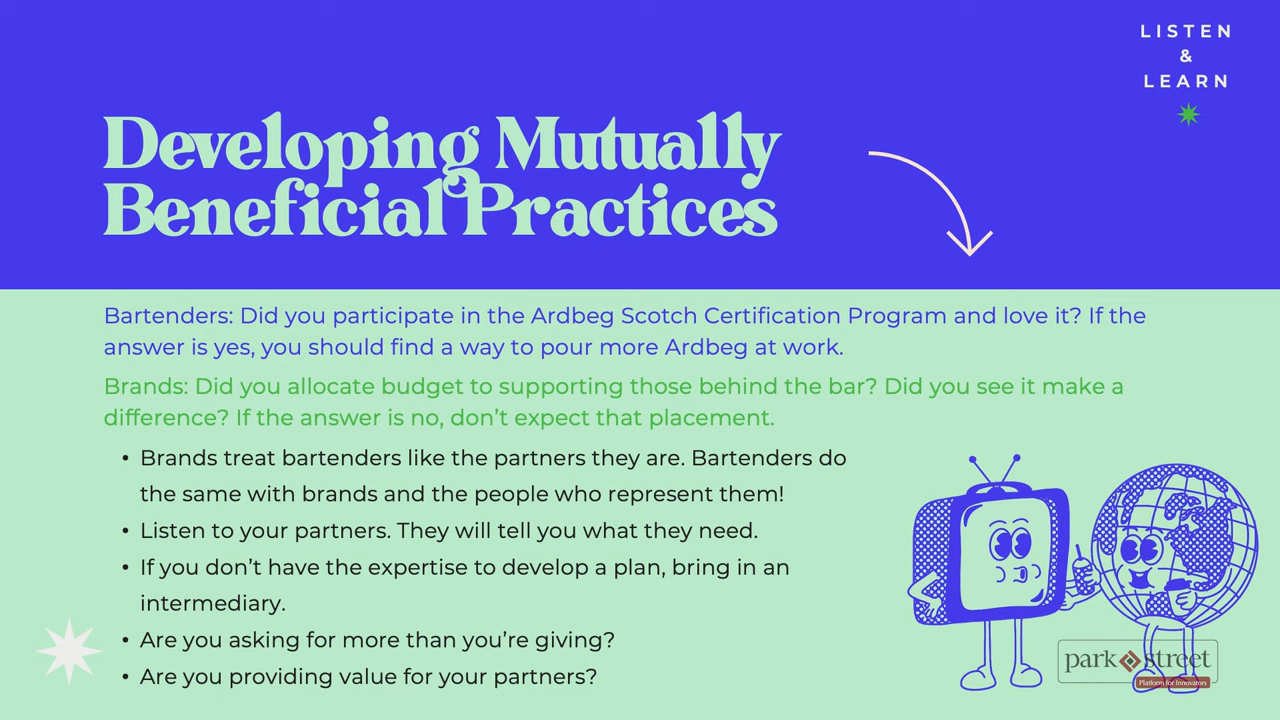 LISTEN
&
LEARN
Developing Mutually
Beneficial Practices
Bartenders: Did you participate in the Ardbeg Scotch Certification Program and love it? If the
answer is yes, you should find a way to pour more Ardbeg at work.
Brands: Did you allocate budget to supporting those behind the bar? Did you see it make a
difference? If the answer is no, don’t expect that placement.
• Brands treat bartenders like the partners they are. Bartenders do
the same with brands and the people who represent them!
• Listen to your partners. They will tell you what they need.
• If you don’t have the expertise to develop a plan, bring in an
intermediary.
• Are you asking for more than you’re giving?
• Are you providing value for your partners?
park street
Platform for Innovators